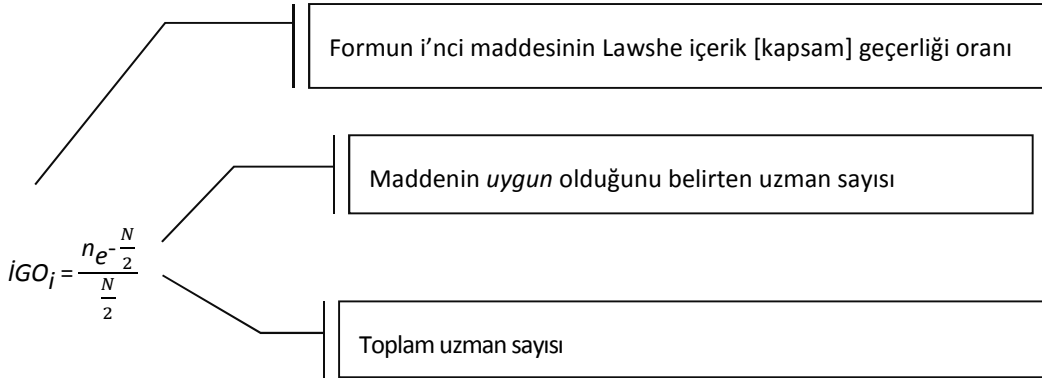 Formun i’nci maddesinin Lawshe içerik [kapsam] geçerliği oranı
Maddenin uygun olduğunu belirten uzman sayısı
İGOi = (ne - N/2) / (N/2)
Toplam uzman sayısı